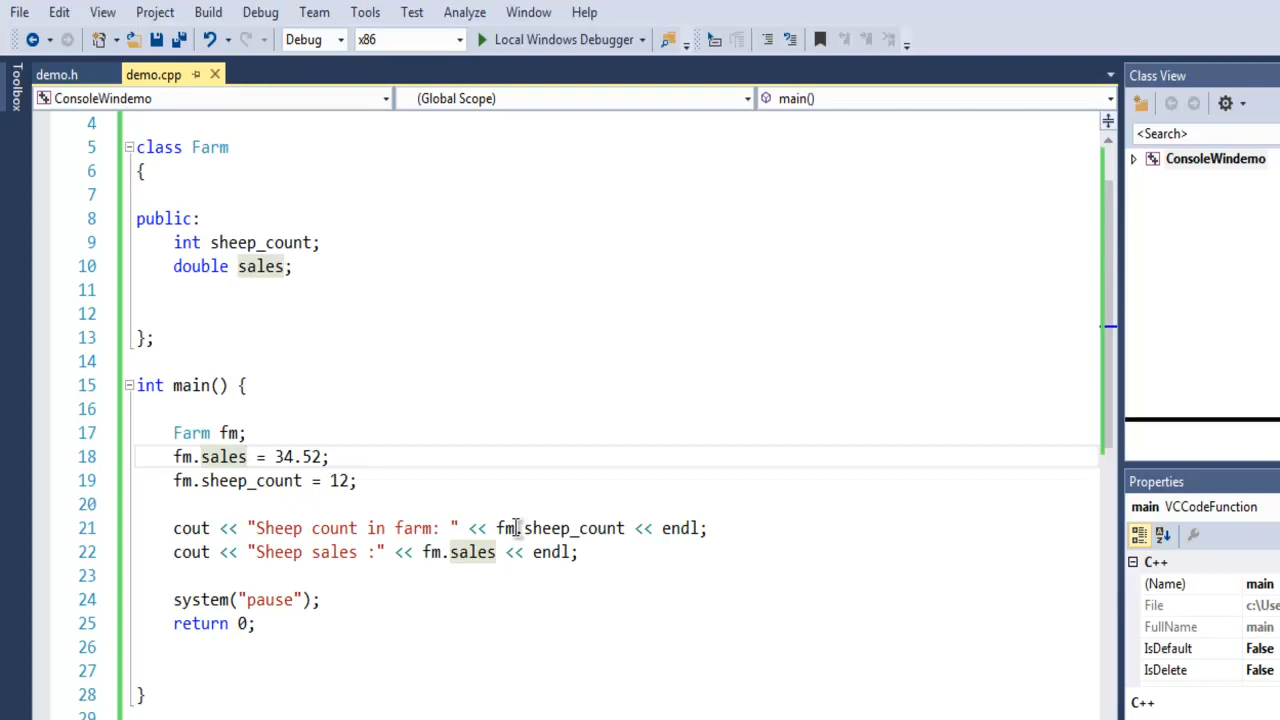 File Edit View Project Build Debug Team Tools Test Analyze Window Help
Debug x86 Local Windows Debugger
Toolbox
demo.h demo.cpp
ConsoleWindemo (Global Scope) main()
4
5 class Farm
6 {
7
8 public:
9 int sheep_count;
10 double sales;
11
12
13 };
14
15 int main() {
16
17 Farm fm;
18 fm.sales = 34.52;
19 fm.sheep_count = 12;
20
21 cout << "Sheep count in farm: " << fm.sheep_count << endl;
22 cout << "Sheep sales :" << fm.sales << endl;
23
24 system("pause");
25 return 0;
26
27
28 }
29
Class View
<Search>
ConsoleWindemo
Properties
main VCCodeFunction
C++
(Name) main
File c:\Use
FullName main
IsDefault False
IsDelete False
C++